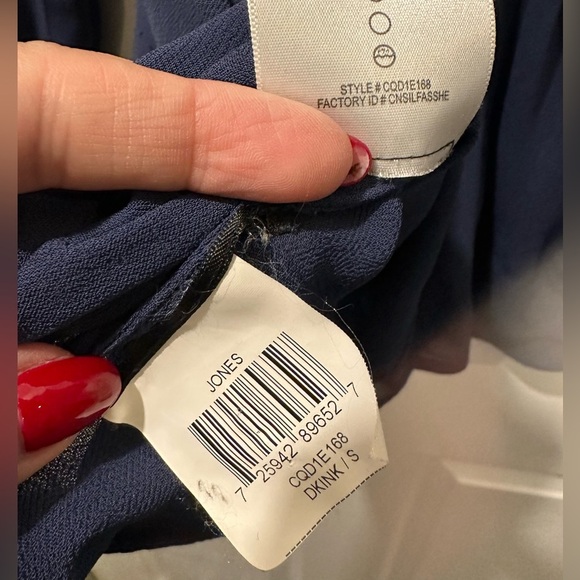 STYLE # CQD1E168
FACTORY ID # CNSILFASSHE
JONES
7 25942 89652 7
CQD1E168
DKINK / S